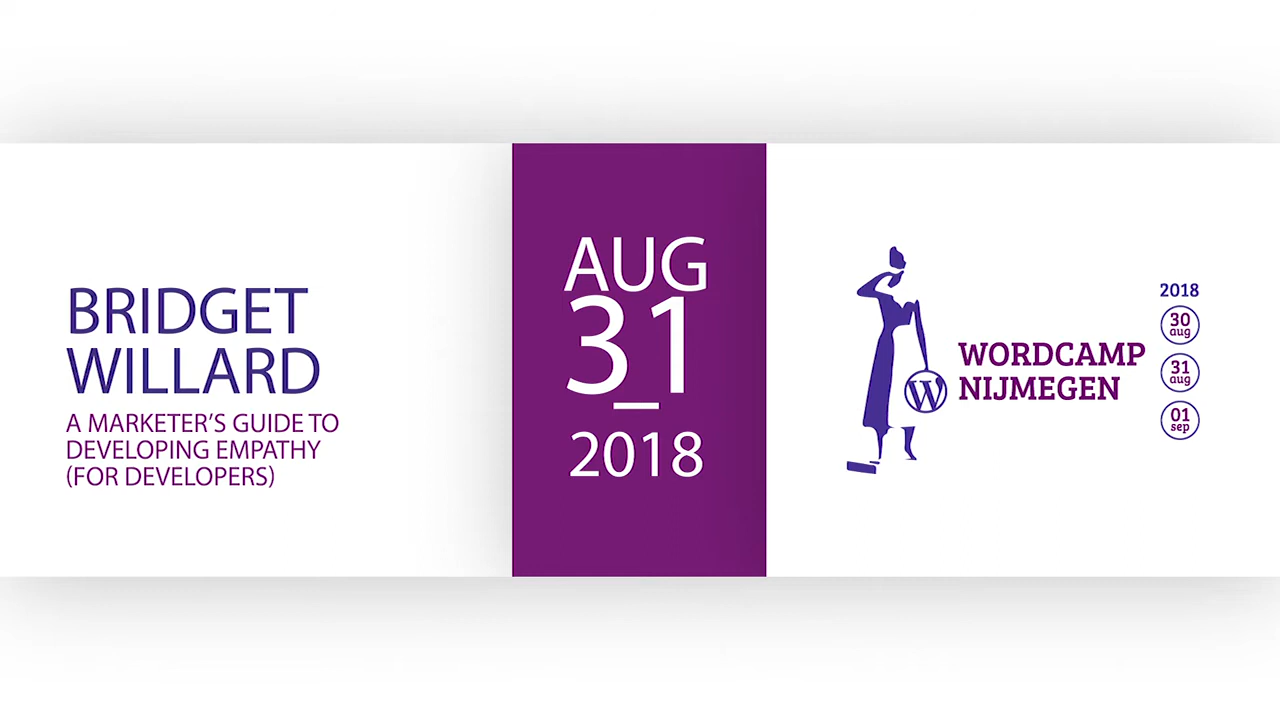 BRIDGET
WILLARD
A MARKETER'S GUIDE TO
DEVELOPING EMPATHY
(FOR DEVELOPERS)
AUG
31
2018
W
WORDCAMP
NIJMEGEN
2018
30
aug
31
aug
01
sep